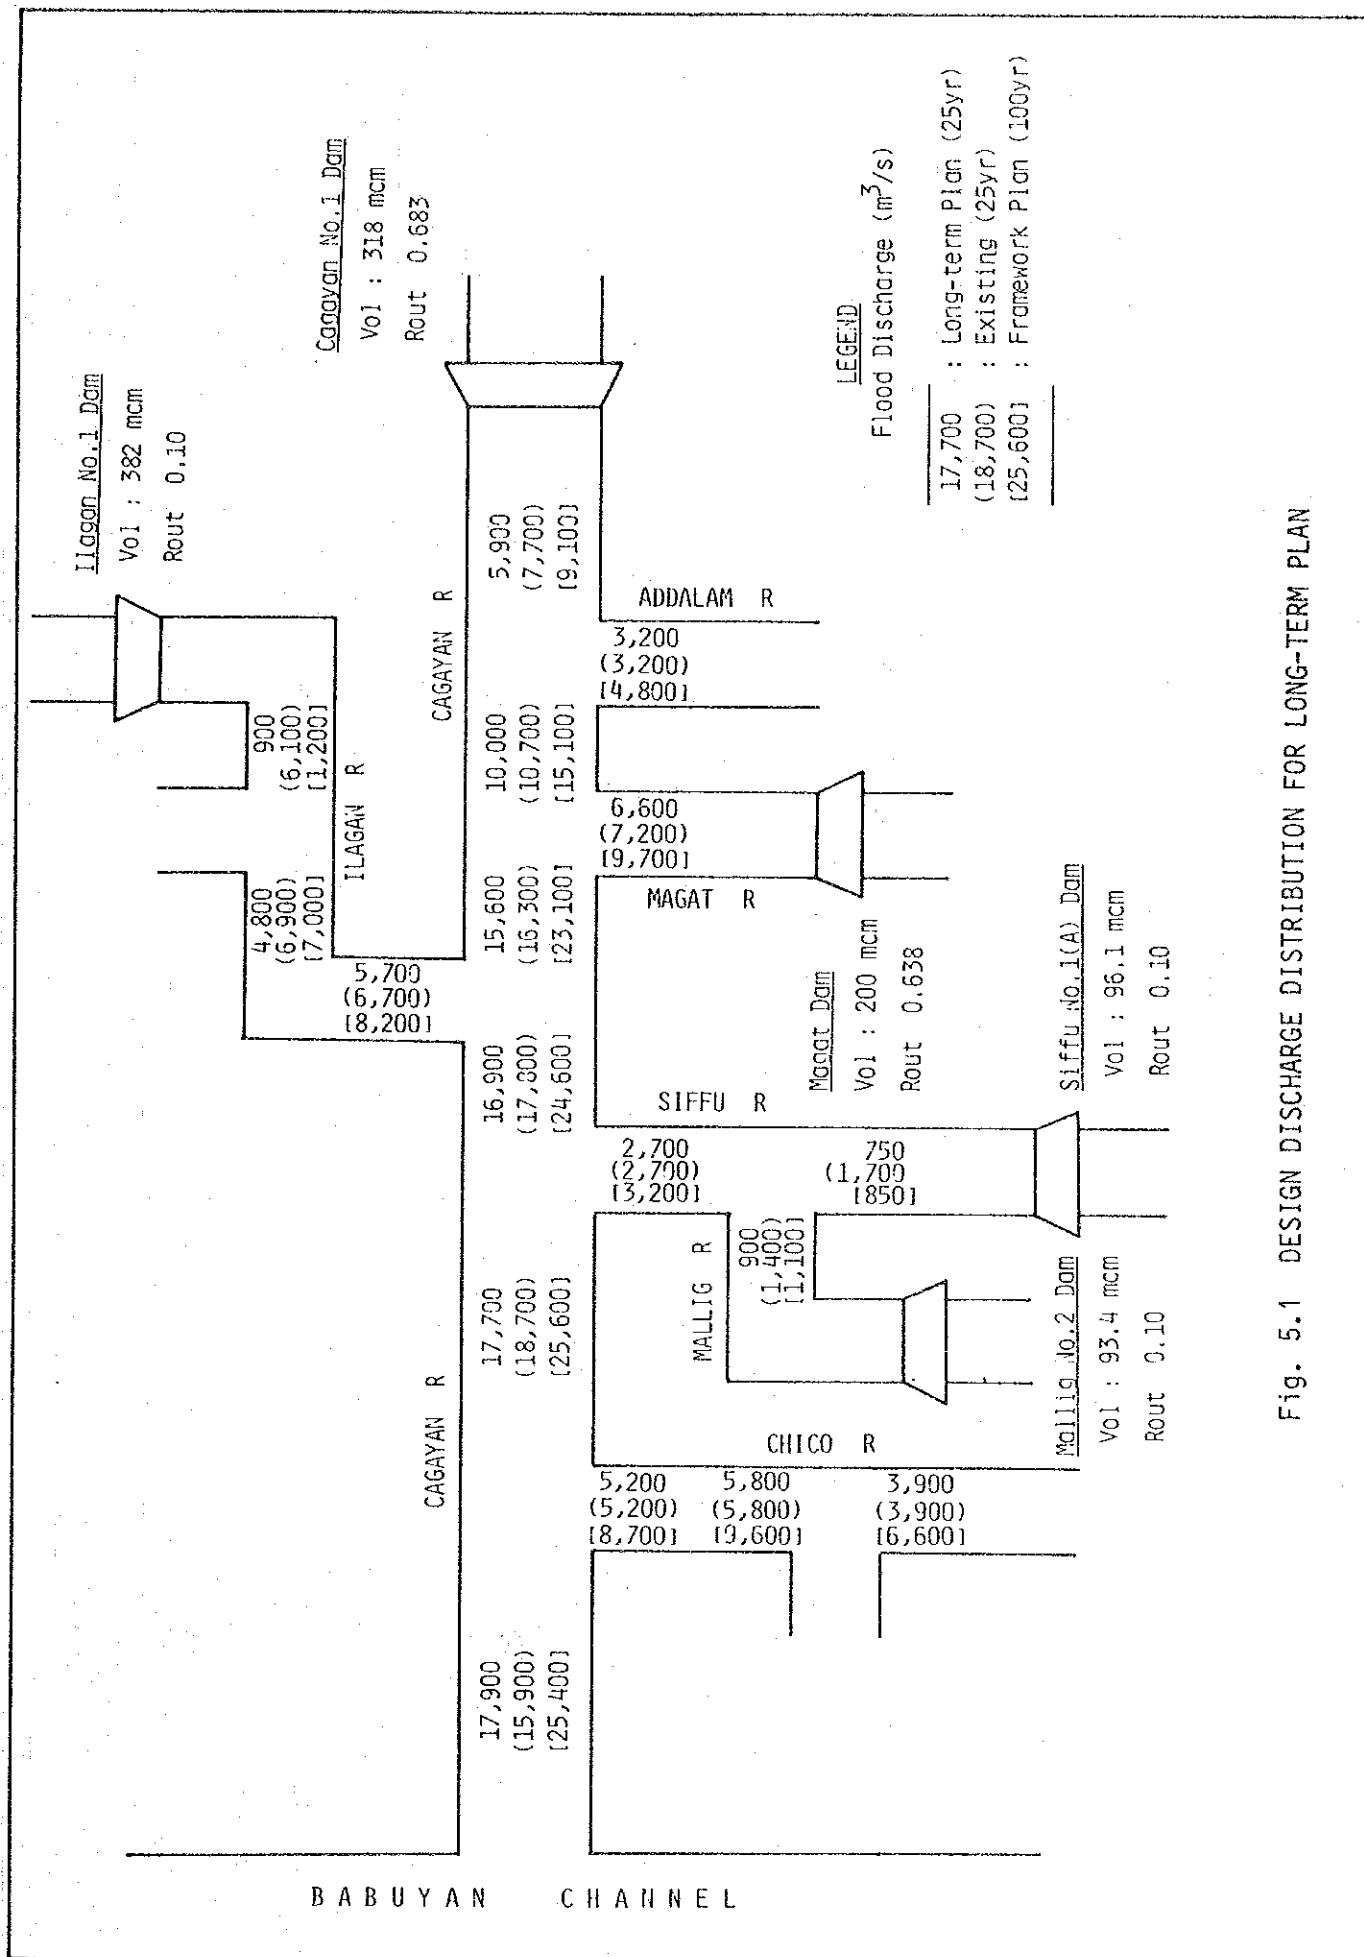 Ilagan No.1 Dam
Vol : 382 mcm
Rout 0.10
Cagayan No.1 Dam
Vol : 318 mcm
Rout 0.683
900
(6,100)
[1,200]
4,800
(6,900)
[7,000]
ILAGAN R
5,700
(6,700)
[8,200]
CAGAYAN R
CAGAYAN R
5,900
(7,700)
[9,100]
10,000
(10,700)
[15,100]
15,600
(16,300)
[23,100]
16,900
(17,800)
[24,600]
17,700
(18,700)
[25,600]
17,900
(15,900)
[25,400]
ADDALAM R
3,200
(3,200)
[4,800]
6,600
(7,200)
[9,700]
MAGAT R
Magat Dam
Vol : 200 mcm
Rout 0.638
SIFFU R
2,700
(2,700)
[3,200]
750
(1,700
[850]
Siffu No.1(A) Dam
Vol : 96.1 mcm
Rout 0.10
MALLIG R
900
(1,400)
[1,100]
Mallig No.2 Dam
Vol : 93.4 mcm
Rout 0.10
CHICO R
5,200
(5,200)
[8,700]
5,800
(5,800)
[9,600]
3,900
(3,900)
[6,600]
BABUYAN CHANNEL
LEGEND
Flood Discharge (m³/s)
17,700 : Long-term Plan (25yr)
(18,700) : Existing (25yr)
[25,600] : Framework Plan (100yr)
Fig. 5.1 DESIGN DISCHARGE DISTRIBUTION FOR LONG-TERM PLAN